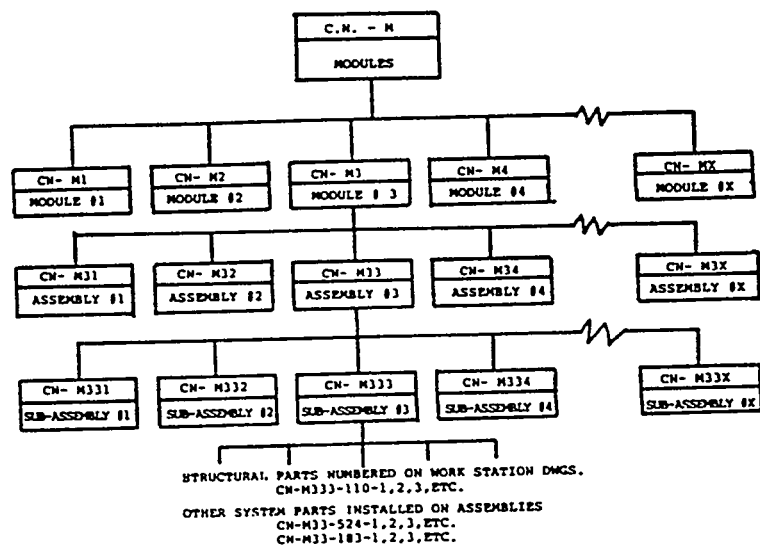 C.N. - M
MODULES
CN- M1
MODULE #1
CN- M2
MODULE #2
CN- M3
MODULE # 3
CN- M4
MODULE #4
CN- MX
MODULE #X
CN- M31
ASSEMBLY #1
CN- M32
ASSEMBLY #2
CN- M33
ASSEMBLY #3
CN- M34
ASSEMBLY #4
CN- M3X
ASSEMBLY #X
CN- M331
SUB-ASSEMBLY #1
CN- M332
SUB-ASSEMBLY #2
CN- M333
SUB-ASSEMBLY #3
CN- M334
SUB-ASSEMBLY #4
CN- M33X
SUB-ASSEMBLY #X
STRUCTURAL PARTS NUMBERED ON WORK STATION DWGS.
CN-M333-110-1,2,3,ETC.
OTHER SYSTEM PARTS INSTALLED ON ASSEMBLIES
CN-M33-524-1,2,3,ETC.
CN-M33-183-1,2,3,ETC.